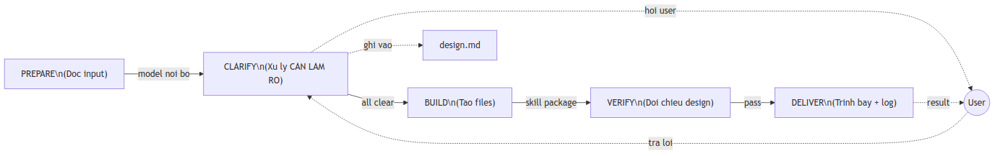 hoi user
ghi vao
design.md
PREPARE\n(Doc input)
model noi bo
CLARIFY\n(Xu ly CAN LAM
RO)
all clear
BUILD\n(Tao files)
skill package
VERIFY\n(Doi chieu design)
pass
DELIVER\n(Trinh bay + log)
result
User
tra loi